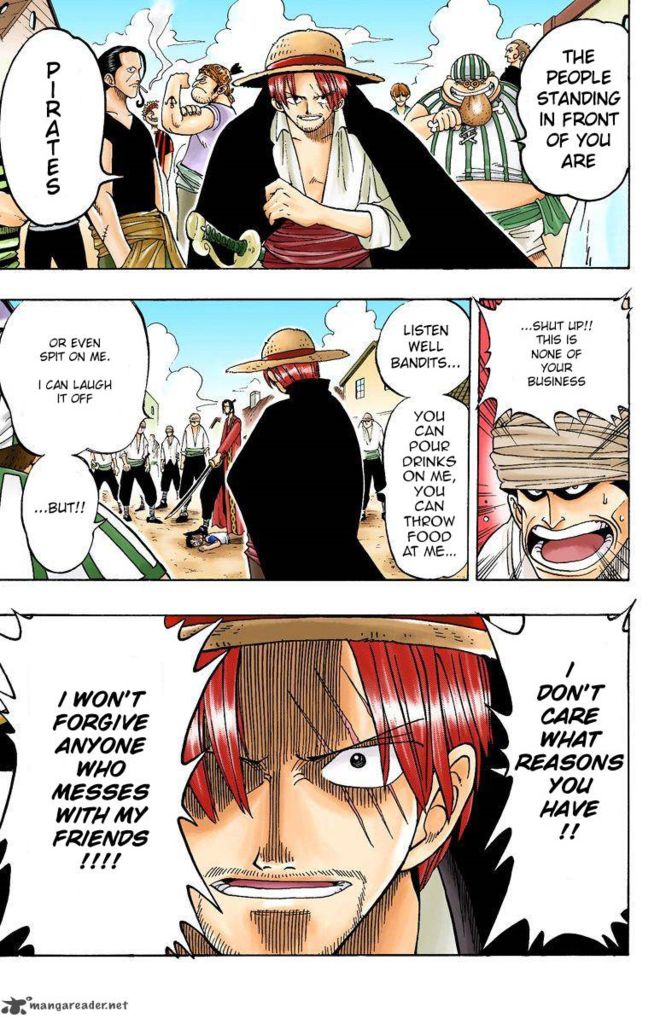 THE
PEOPLE
STANDING
IN FRONT
OF YOU
ARE
PIRATES
...SHUT UP!!
THIS IS
NONE OF
YOUR
BUSINESS
LISTEN
WELL
BANDITS...
YOU
CAN
POUR
DRINKS
ON ME,
YOU
CAN
THROW
FOOD
AT ME...
OR EVEN
SPIT ON ME.
I CAN LAUGH
IT OFF
...BUT!!
I
DON'T
CARE
WHAT
REASONS
YOU
HAVE
!!
I WON'T
FORGIVE
ANYONE
WHO
MESSES
WITH MY
FRIENDS
!!!!
mangareader.net